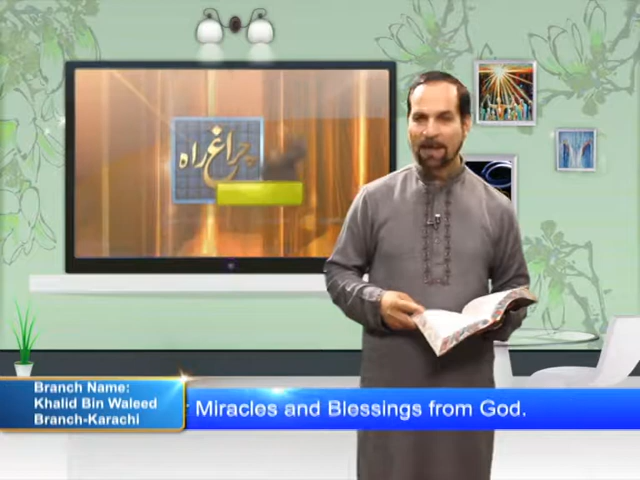 چراغ راہ
Branch Name:
Khalid Bin Waleed
Branch-Karachi
Miracles and Blessings from God.